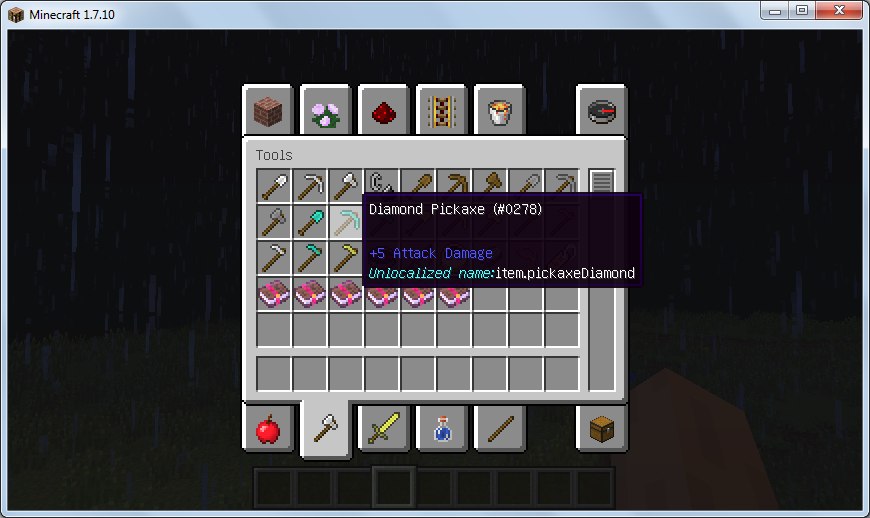 Minecraft 1.7.10
Tools
Diamond Pickaxe (#0278)
+5 Attack Damage
Unlocalized name:item.pickaxeDiamond